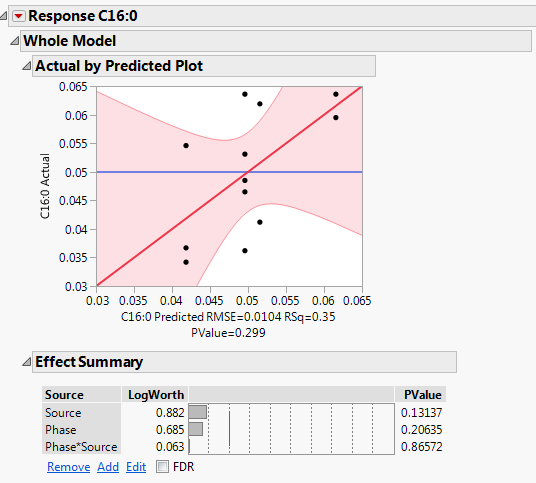 Response C16:0
Whole Model
Actual by Predicted Plot
C16:0 Actual
0.065
0.06
0.055
0.05
0.045
0.04
0.035
0.03
0.03 0.035 0.04 0.045 0.05 0.055 0.06 0.065
C16:0 Predicted RMSE=0.0104 RSq=0.35
PValue=0.299
Effect Summary
Source LogWorth PValue
Source 0.882 0.13137
Phase 0.685 0.20635
Phase*Source 0.063 0.86572
Remove Add Edit FDR